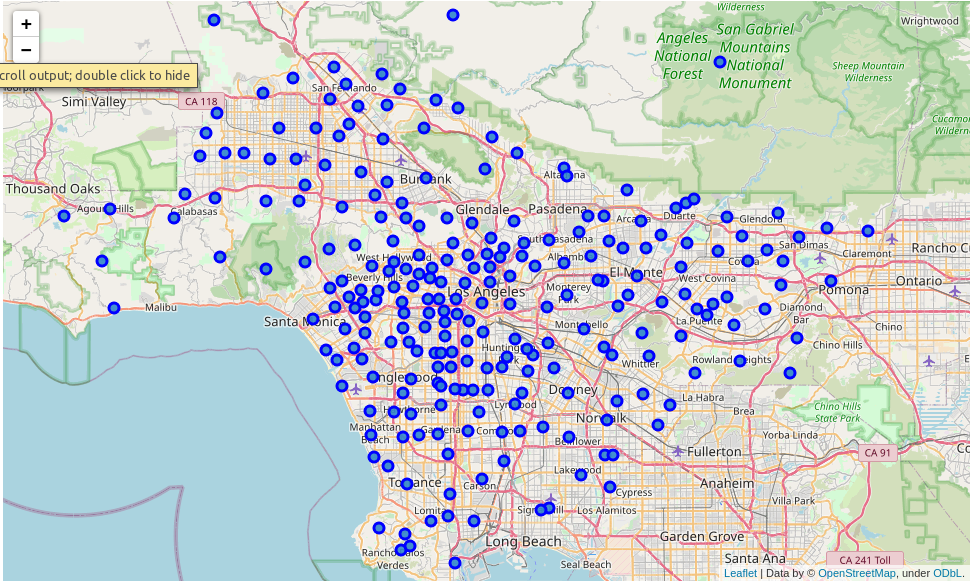 +
−
croll output; double click to hide
Wilderness
Wrightwood
Angeles
National
Forest
San Gabriel
Mountains
National
Monument
Sheep Mountain
Wilderness
Simi Valley
CA 118
San Fernando
Cucamo
Wilderne
Thousand Oaks
Agoura Hills
Calabasas
Burbank
Altadena
Glendale
Pasadena
Arcadia
Duarte
Glendora
South Pasadena
San Dimas
Rancho C
West Hollywood
Beverly Hills
Alhambra
El Monte
Covina
West Covina
Ontario
Los Angeles
Monterey
Park
Pomona
Malibu
Santa Monica
Montebello
La Puente
Chino
Huntington
Park
Whittier
Rowland Heights
Chino Hills
Inglewood
Downey
Hawthorne
Lynwood
La Habra
Brea
Chino Hills
State Park
Manhattan
Beach
Gardena
Compton
Norwalk
Bellflower
Yorba Linda
Fullerton
CA 91
Co
Torrance
Carson
Lakewood
Cypress
Anaheim
Villa Park
Lomita
Signal Hill
Los Alamitos
Rancho Palos
Verdes
Long Beach
Garden Grove
Seal Beach
Santa Ana
CA 241 Toll
Leaflet | Data by © OpenStreetMap, under ODbL.